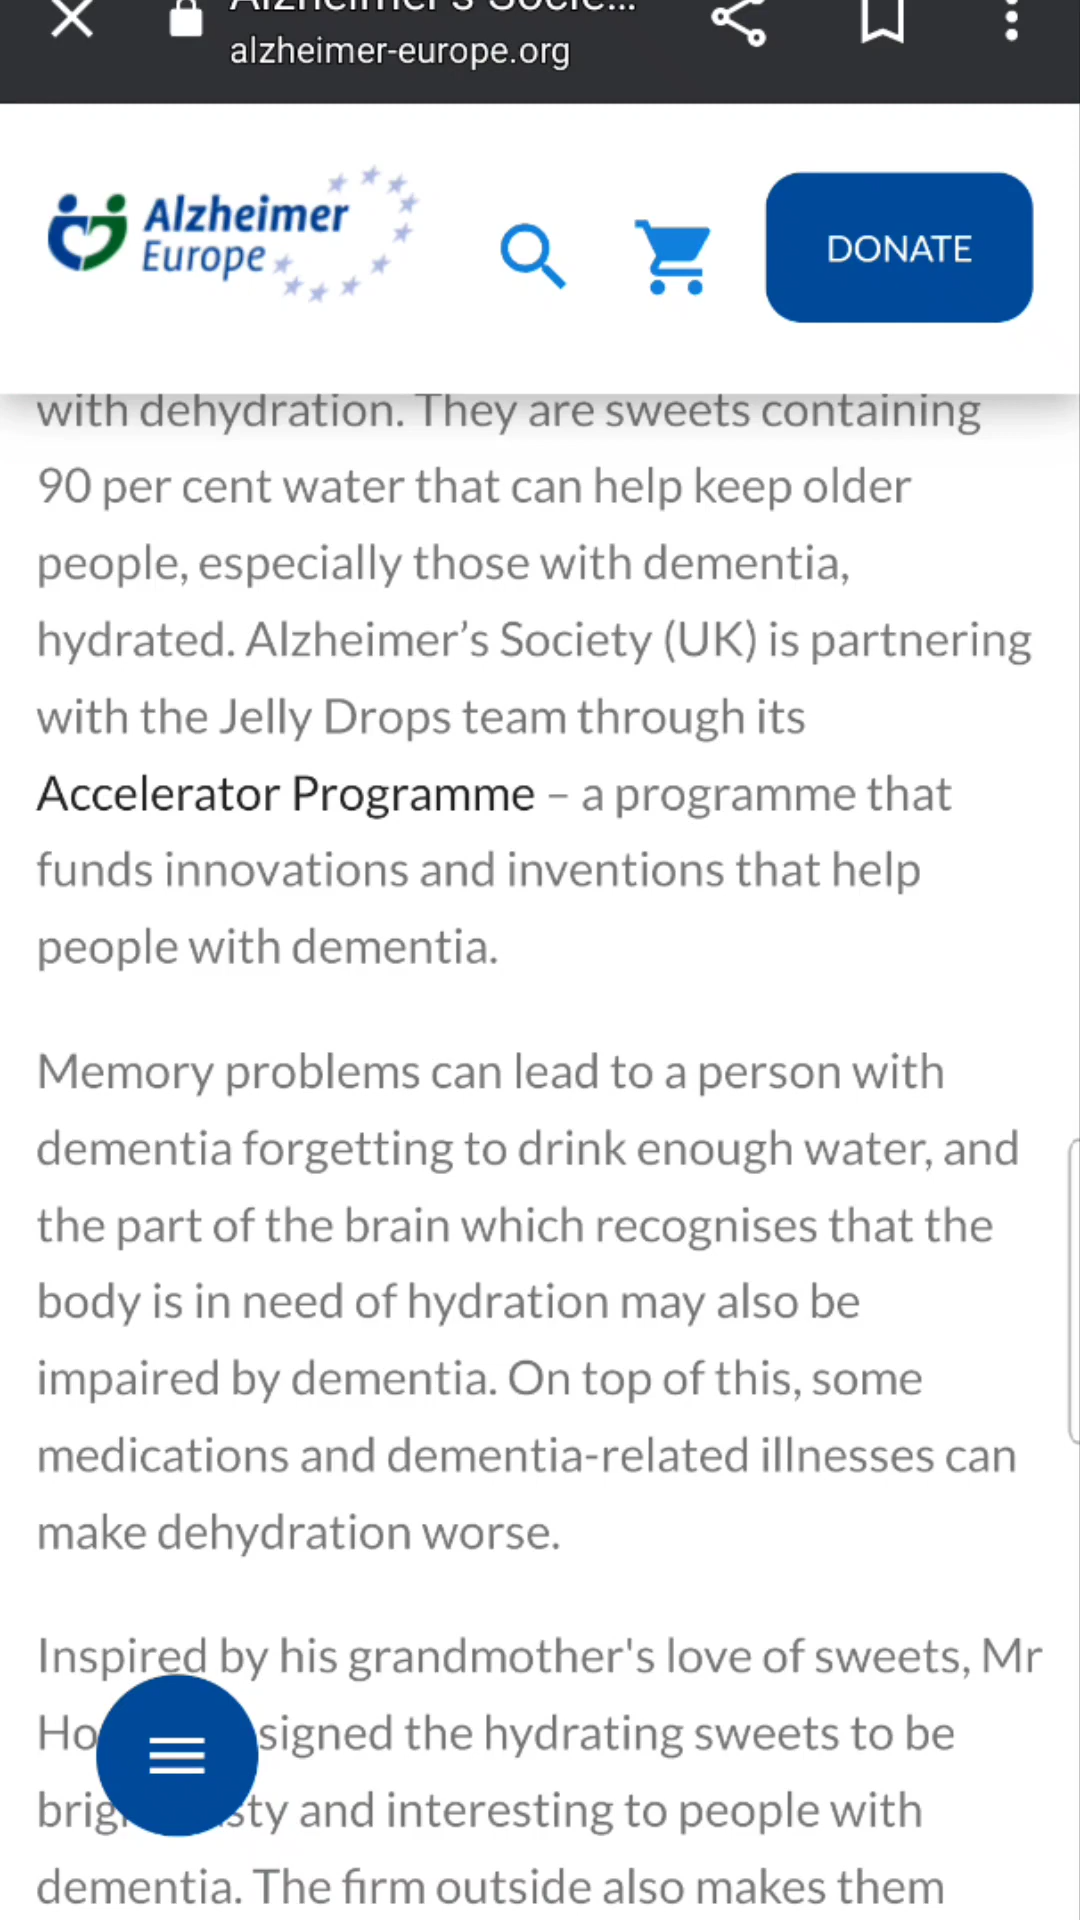 alzheimer-europe.org
Alzheimer
Europe
DONATE
with dehydration. They are sweets containing
90 per cent water that can help keep older
people, especially those with dementia,
hydrated. Alzheimer’s Society (UK) is partnering
with the Jelly Drops team through its
Accelerator Programme – a programme that
funds innovations and inventions that help
people with dementia.
Memory problems can lead to a person with
dementia forgetting to drink enough water, and
the part of the brain which recognises that the
body is in need of hydration may also be
impaired by dementia. On top of this, some
medications and dementia-related illnesses can
make dehydration worse.
Inspired by his grandmother's love of sweets, Mr
signed the hydrating sweets to be
and interesting to people with
dementia. The firm outside also makes them